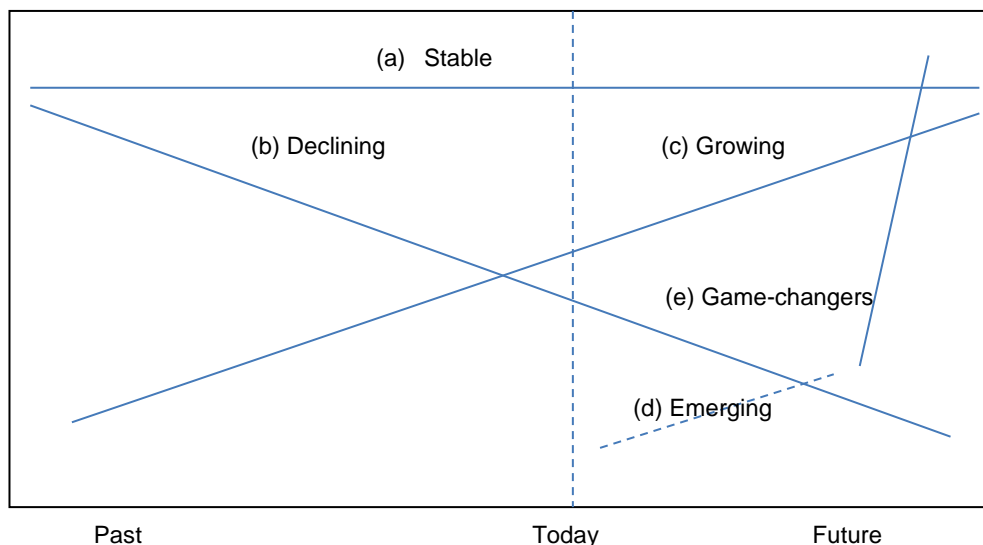 (a) Stable
(b) Declining
(c) Growing
(e) Game-changers
(d) Emerging
Past
Today
Future